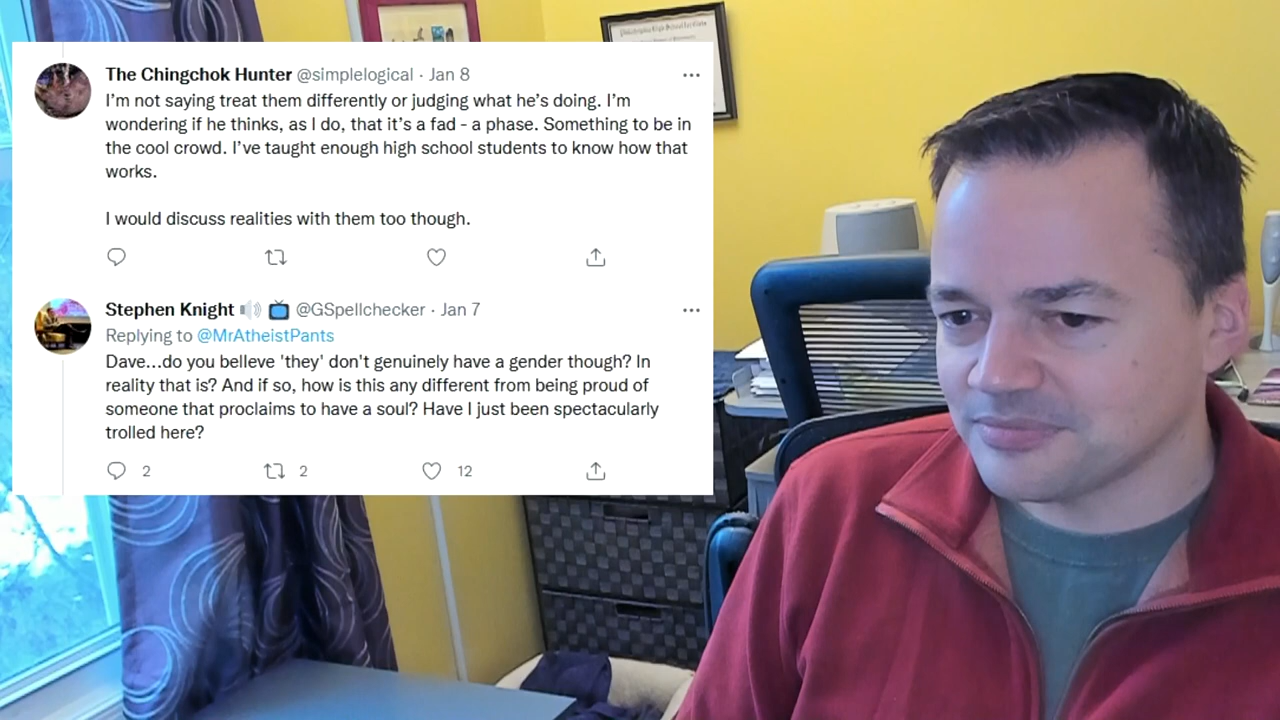 The Chingchok Hunter @simplelogical · Jan 8
I'm not saying treat them differently or judging what he's doing. I'm
wondering if he thinks, as I do, that it's a fad - a phase. Something to be in
the cool crowd. I've taught enough high school students to know how that
works.
I would discuss realities with them too though.
Stephen Knight 🔊 📺 @GSpellchecker · Jan 7
Replying to @MrAtheistPants
Dave...do you belleve 'they' don't genuinely have a gender though? In
reality that is? And if so, how is this any different from being proud of
someone that proclaims to have a soul? Have I just been spectacularly
trolled here?
2 2 12